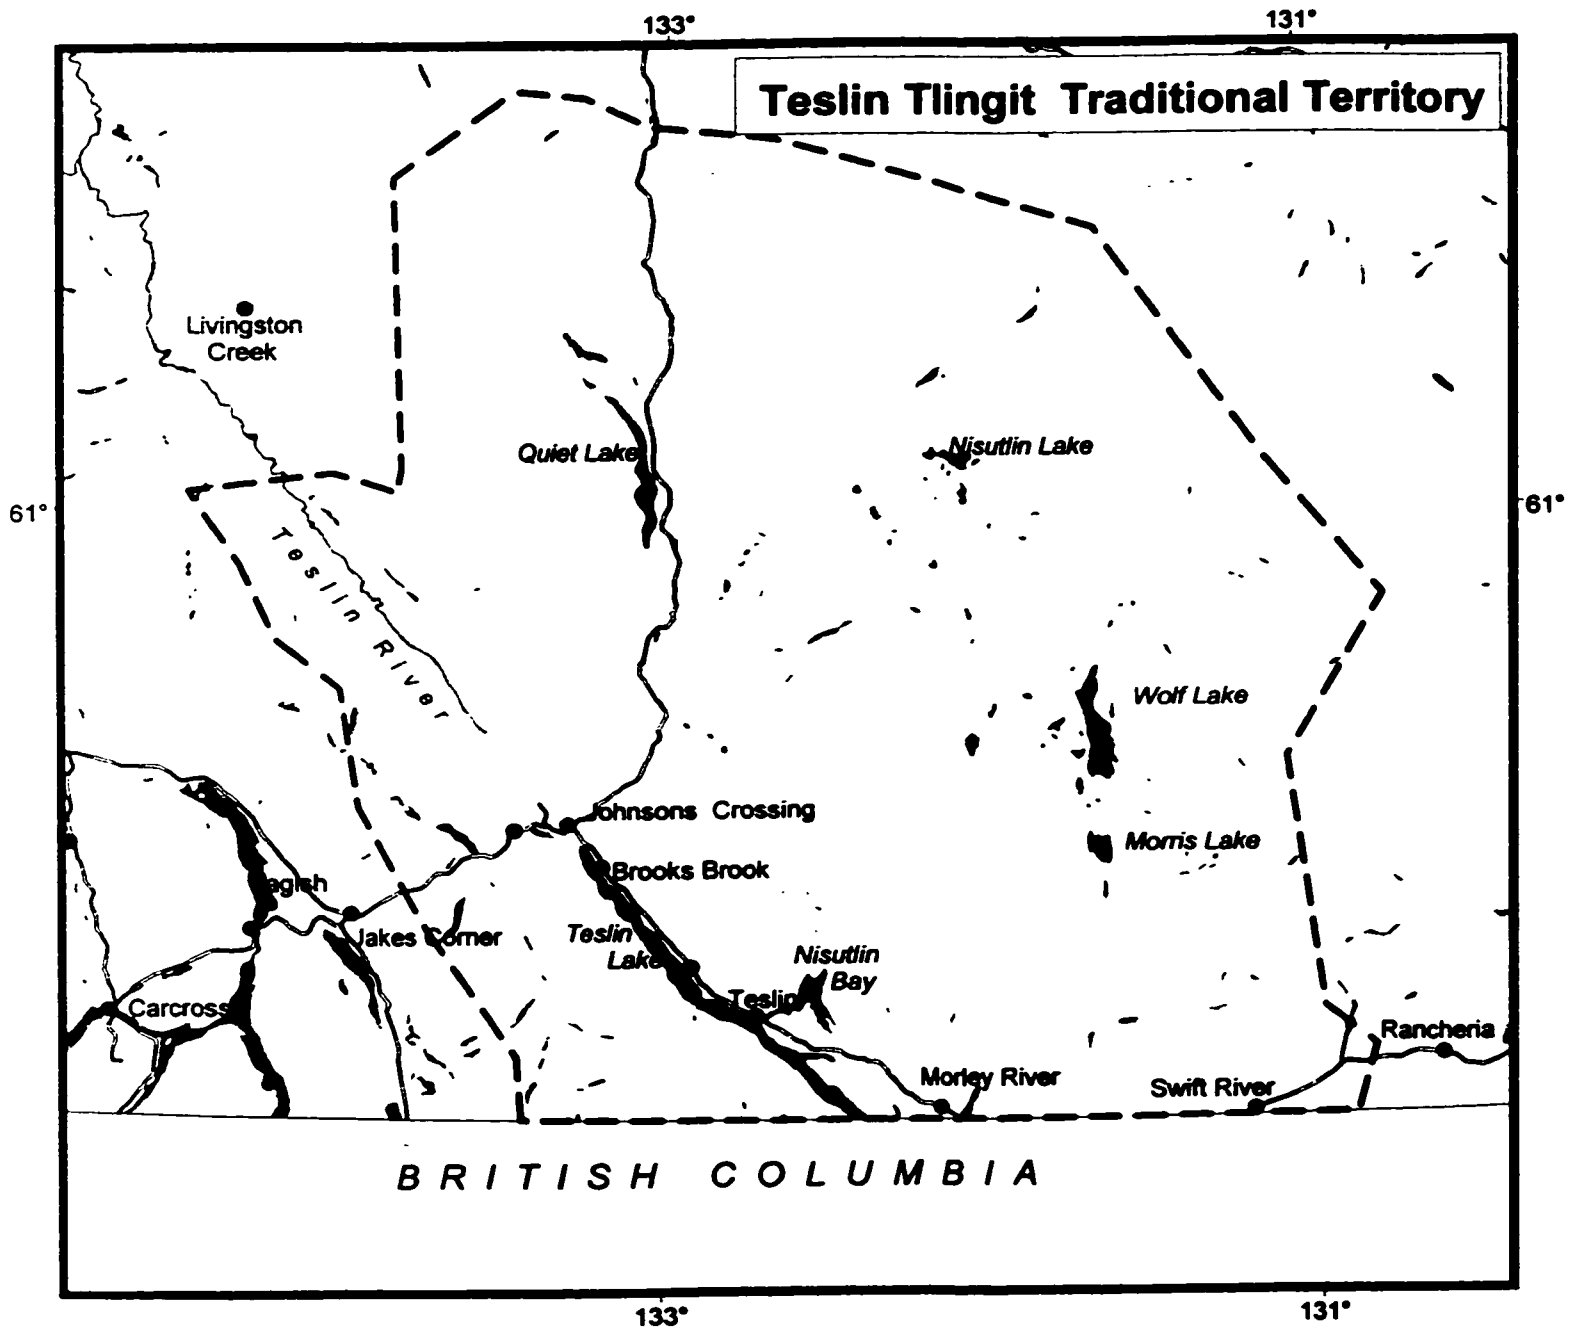 133° 131°
Teslin Tlingit Traditional Territory
Livingston
Creek
Quiet Lake
Nisutlin Lake
61° 61°
Teslin River
Wolf Lake
Johnsons Crossing
Morris Lake
Brooks Brook
agish
Jakes Corner
Teslin
Lake
Nisutlin
Bay
Teslin
Carcross
Rancheria
Morley River
Swift River
BRITISH COLUMBIA
133° 131°